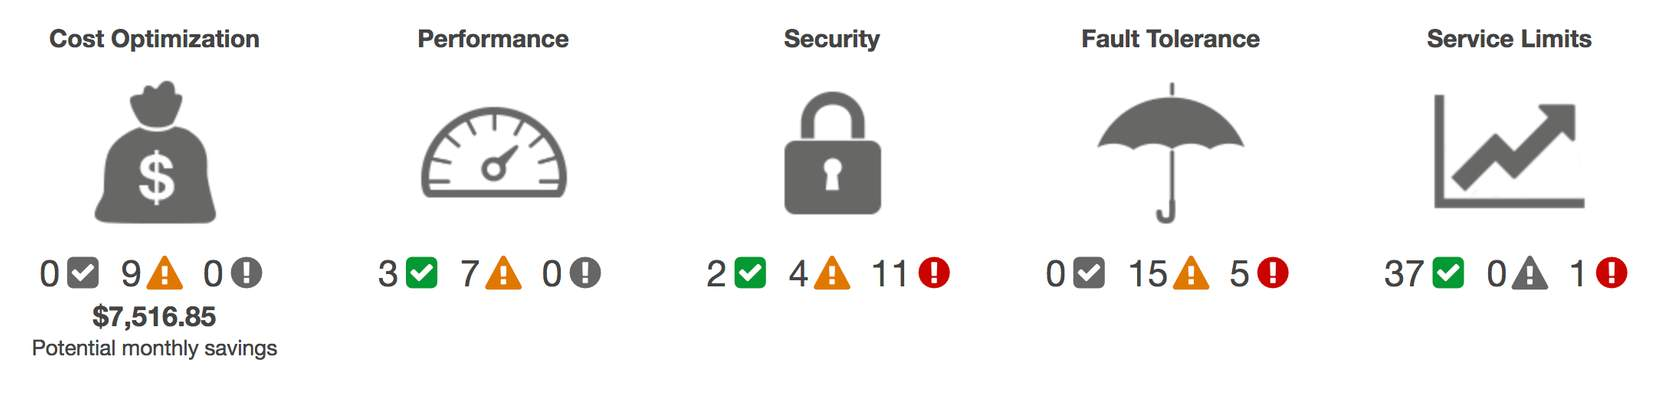 Cost Optimization
Performance
Security
Fault Tolerance
Service Limits
$
0 9 0
3 7 0
2 4 11
0 15 5
37 0 1
$7,516.85
Potential monthly savings